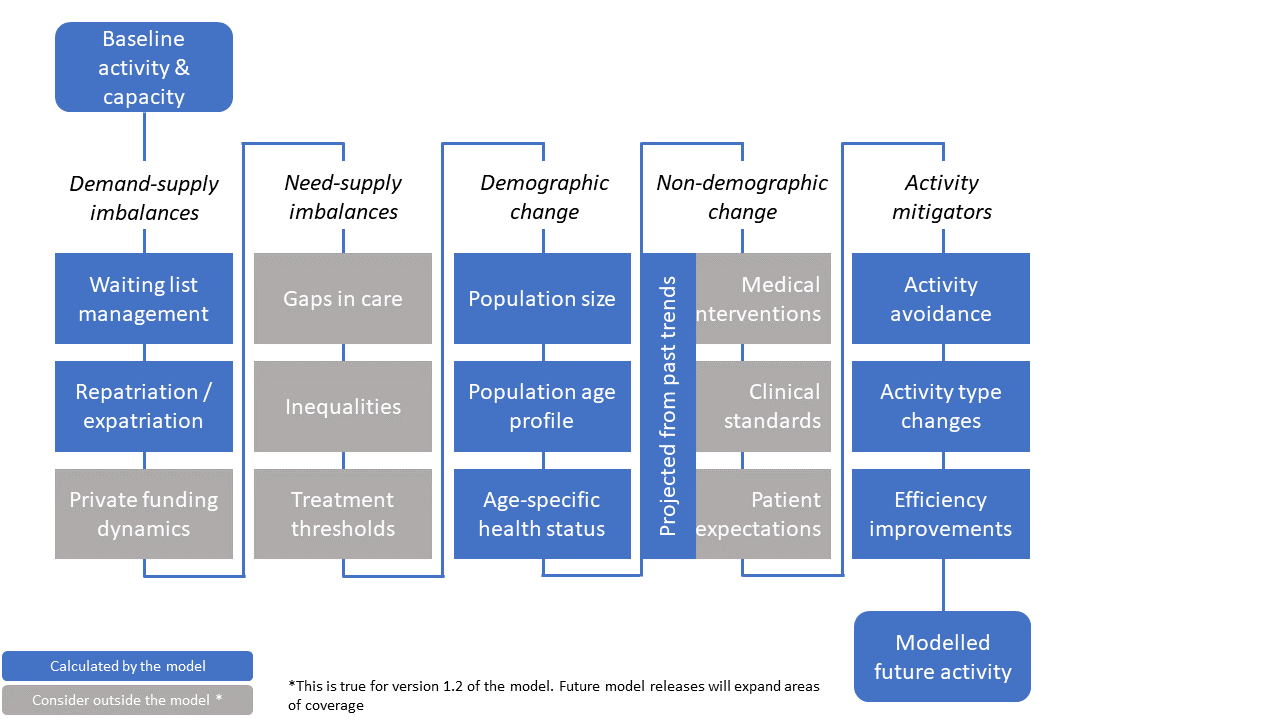 Baseline
activity &
capacity
Demand-supply
imbalances
Waiting list
management
Repatriation /
expatriation
Private funding
dynamics
Need-supply
imbalances
Gaps in care
Inequalities
Treatment
thresholds
Demographic
change
Population size
Population age
profile
Age-specific
health status
Non-demographic
change
Projected from past trends
Medical
nterventions
Clinical
standards
Patient
expectations
Activity
mitigators
Activity
avoidance
Activity type
changes
Efficiency
improvements
Modelled
future activity
Calculated by the model
Consider outside the model *
*This is true for version 1.2 of the model. Future model releases will expand areas
of coverage